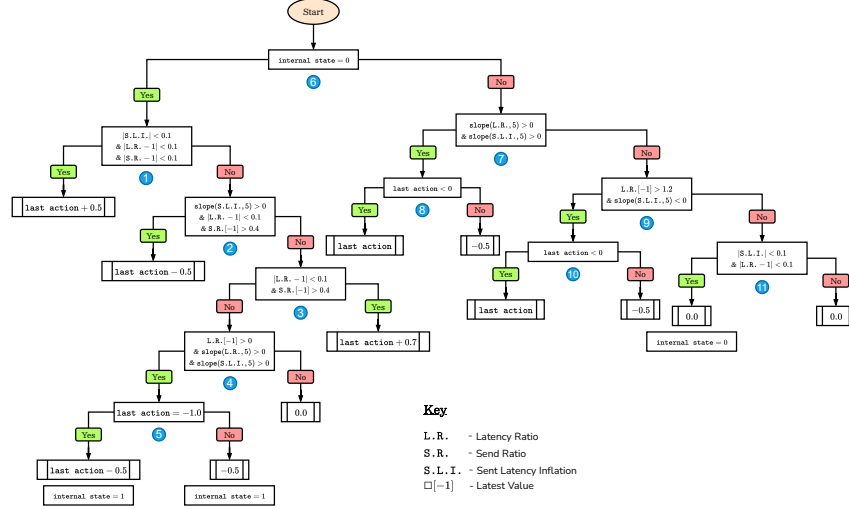 Start
internal state = 0
6
Yes
No
|S.L.I.| < 0.1
& |L.R. − 1| < 0.1
& |S.R. − 1| < 0.1
1
slope(L.R., 5) > 0
& slope(S.L.I., 5) > 0
7
Yes
No
Yes
No
last action + 0.5
slope(S.L.I., 5) > 0
& |L.R. − 1| < 0.1
& S.R.[−1] > 0.4
2
last action < 0
8
L.R.[−1] > 1.2
& slope(S.L.I., 5) < 0
9
Yes
No
Yes
No
Yes
No
last action − 0.5
last action
−0.5
last action < 0
10
|S.L.I.| < 0.1
& |L.R. − 1| < 0.1
11
|L.R. − 1| < 0.1
& S.R.[−1] > 0.4
3
Yes
No
Yes
No
No
Yes
last action
−0.5
0.0
0.0
internal state = 0
L.R.[−1] > 0
& slope(L.R., 5) > 0
& slope(S.L.I., 5) > 0
4
last action + 0.7
Yes
No
last action = −1.0
5
0.0
Yes
No
last action − 0.5
−0.5
internal state = 1
internal state = 1
Key
L.R. - Latency Ratio
S.R. - Send Ratio
S.L.I. - Sent Latency Inflation
□[−1] - Latest Value